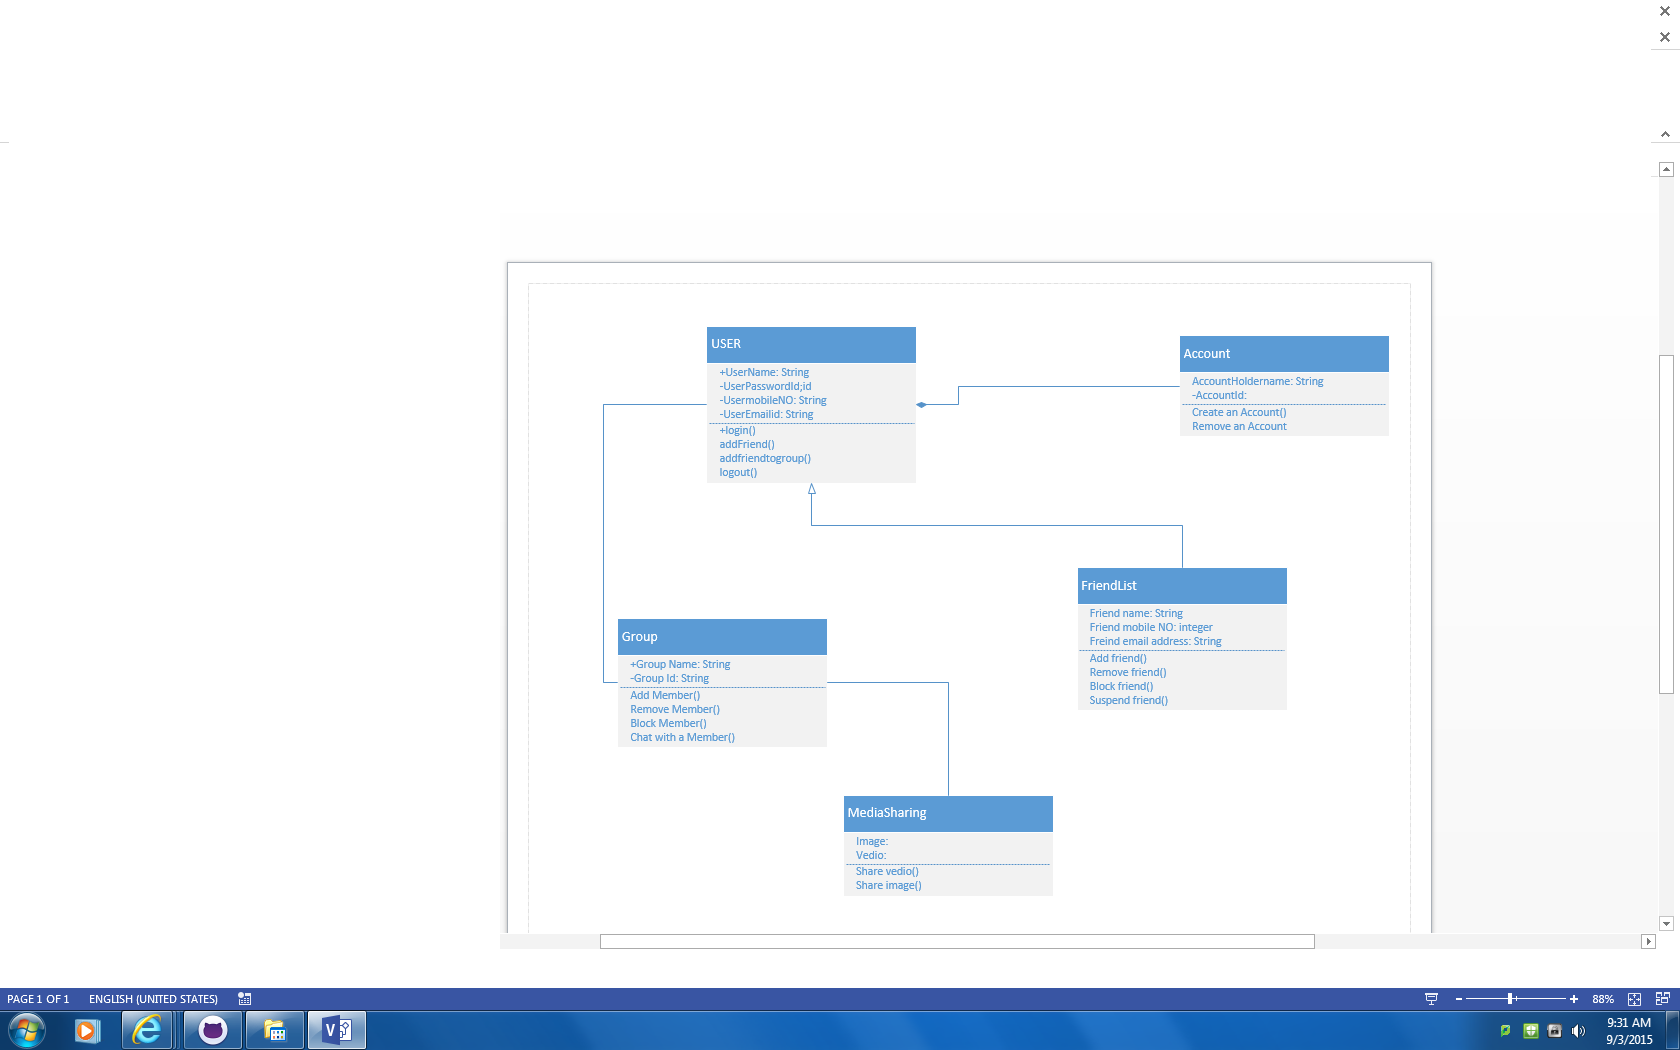 USER
+UserName: String
-UserPasswordId;id
-UsermobileNO: String
-UserEmailid: String
+login()
addFriend()
addfriendtogroup()
logout()
Account
AccountHoldername: String
-AccountId:
Create an Account()
Remove an Account
FriendList
Friend name: String
Friend mobile NO: integer
Freind email address: String
Add friend()
Remove friend()
Block friend()
Suspend friend()
Group
+Group Name: String
-Group Id: String
Add Member()
Remove Member()
Block Member()
Chat with a Member()
MediaSharing
Image:
Vedio:
Share vedio()
Share image()
PAGE 1 OF 1 ENGLISH (UNITED STATES) 88%
V
9:31 AM
9/3/2015